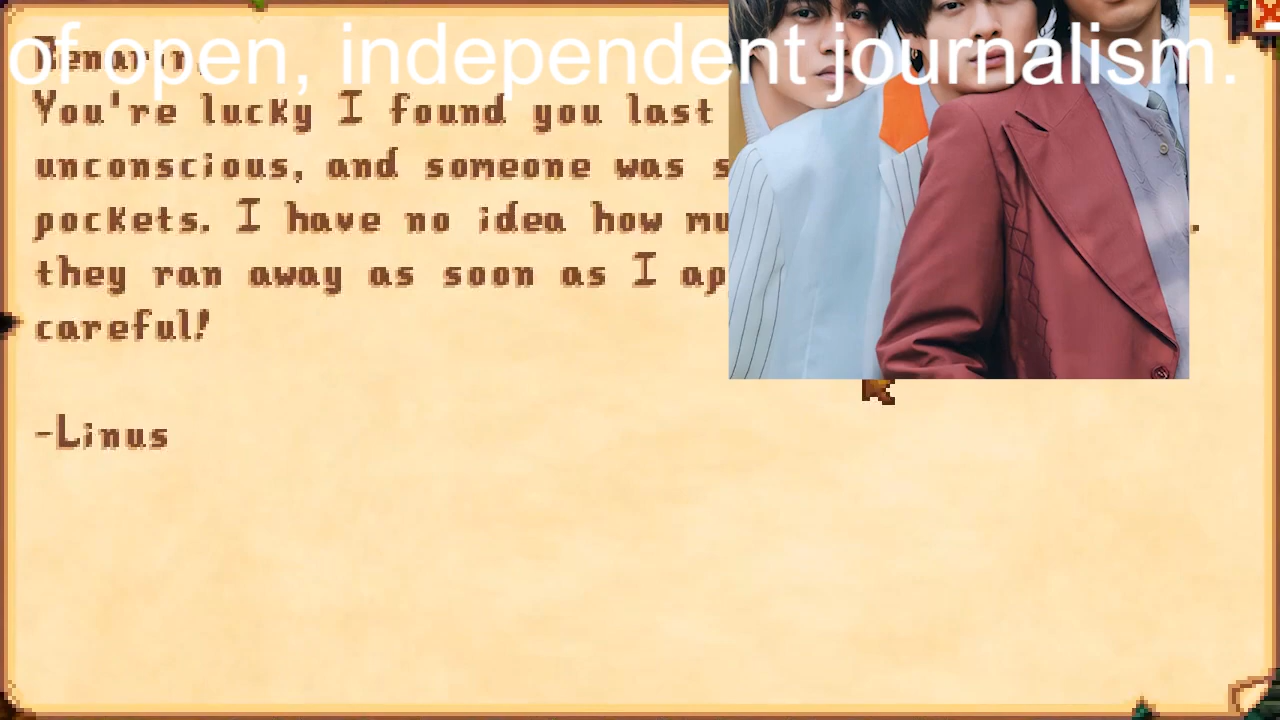 of open, independent journalism.
You're lucky I found you last
unconscious, and someone was s
pockets. I have no idea how mu
they ran away as soon as I ap
careful!
-Linus